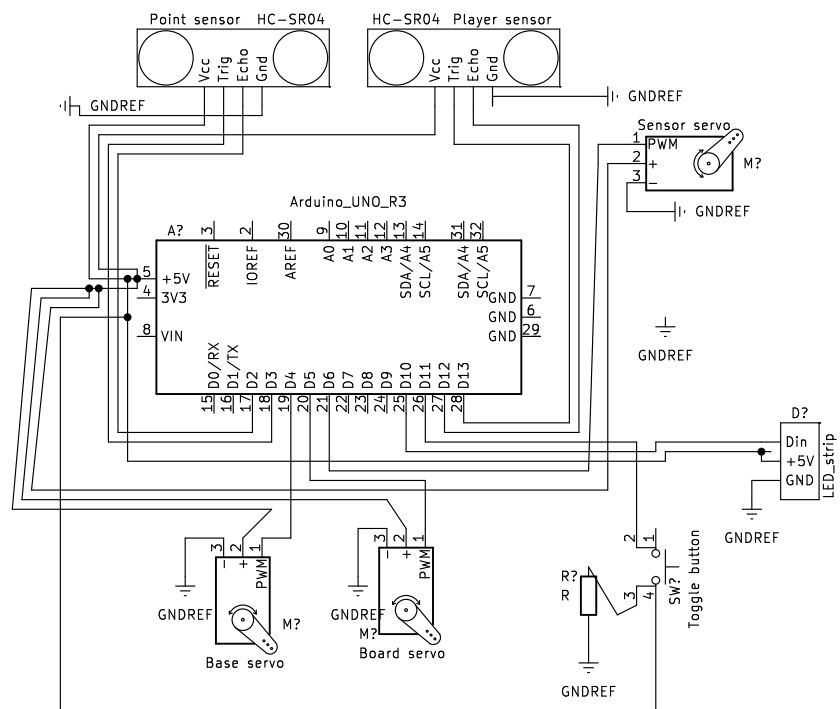 Point sensor HC-SR04
HC-SR04 Player sensor
Vcc
Trig
Echo
Gnd
Vcc
Trig
Echo
Gnd
GNDREF
GNDREF
Sensor servo
1 PWM
2 +
3 -
M?
GNDREF
Arduino_UNO_R3
A?
3 RESET
2 IOREF
30 AREF
9 A0
10 A1
11 A2
12 A3
13 SDA/A4
14 SCL/A5
31 SDA/A4
32 SCL/A5
5 +5V
4 3V3
8 VIN
GND 7
GND 6
GND 29
GNDREF
15 D0/RX
16 D1/TX
17 D2
18 D3
19 D4
20 D5
21 D6
22 D7
23 D8
24 D9
25 D10
26 D11
27 D12
28 D13
D?
Din
+5V
GND
LED_strip
GNDREF
3 -
2 +
1 PWM
GNDREF
M?
Base servo
3 -
2 +
1 PWM
GNDREF
M?
Board servo
2
1
R?
R
3
4
SW?
Toggle button
GNDREF